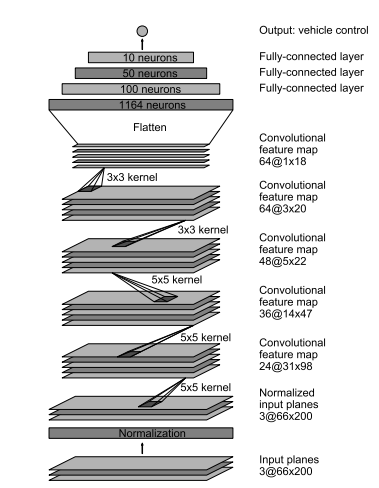 Output: vehicle control
10 neurons
Fully-connected layer
50 neurons
Fully-connected layer
100 neurons
Fully-connected layer
1164 neurons
Flatten
Convolutional
feature map
64@1x18
3x3 kernel
Convolutional
feature map
64@3x20
3x3 kernel
Convolutional
feature map
48@5x22
5x5 kernel
Convolutional
feature map
36@14x47
5x5 kernel
Convolutional
feature map
24@31x98
5x5 kernel
Normalized
input planes
3@66x200
Normalization
Input planes
3@66x200